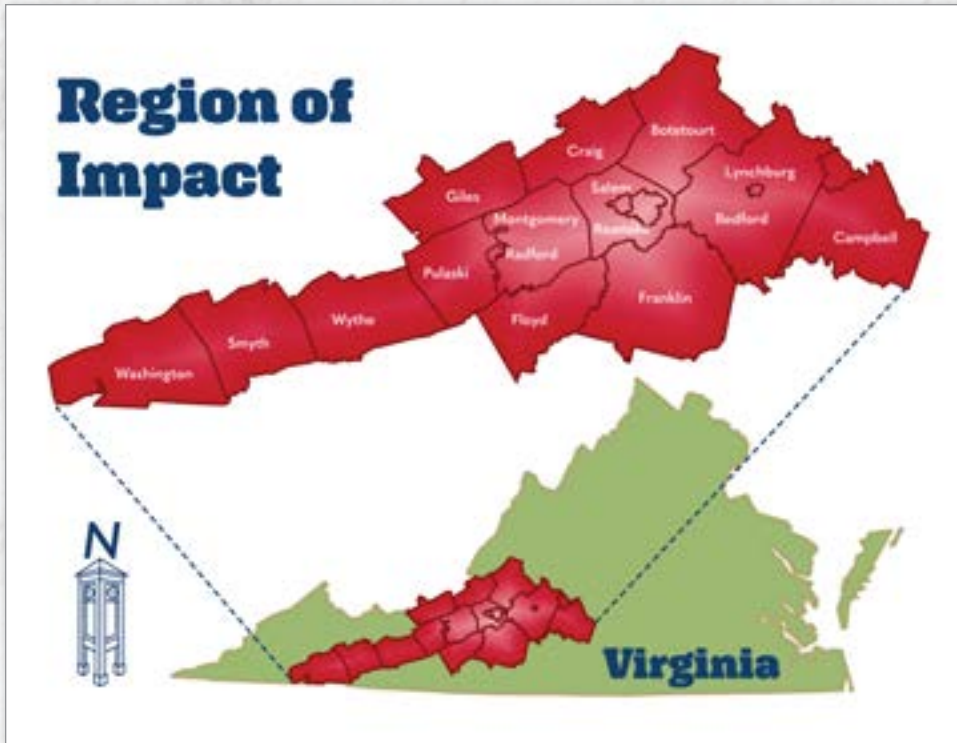 Region of
Impact
Botetourt
Craig
Lynchburg
Salem
Giles
Montgomery
Bedford
Roanoke
Campbell
Radford
Pulaski
Franklin
Floyd
Wythe
Smyth
Washington
N
Virginia